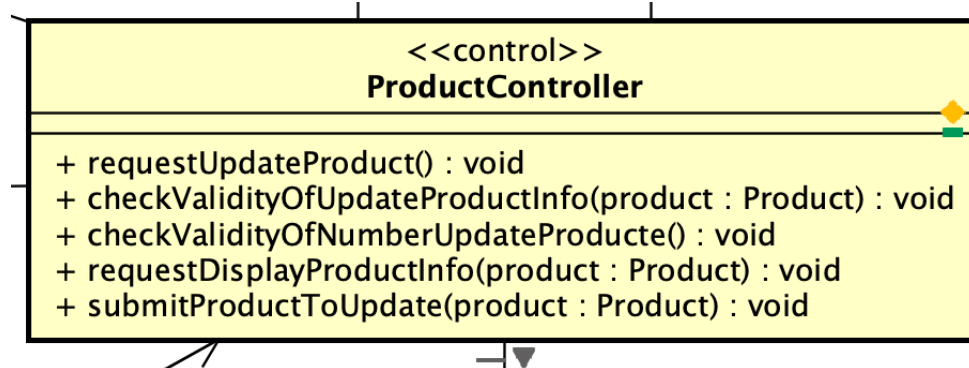 <<control>>
ProductController
+ requestUpdateProduct() : void
+ checkValidityOfUpdateProductInfo(product : Product) : void
+ checkValidityOfNumberUpdateProducte() : void
+ requestDisplayProductInfo(product : Product) : void
+ submitProductToUpdate(product : Product) : void